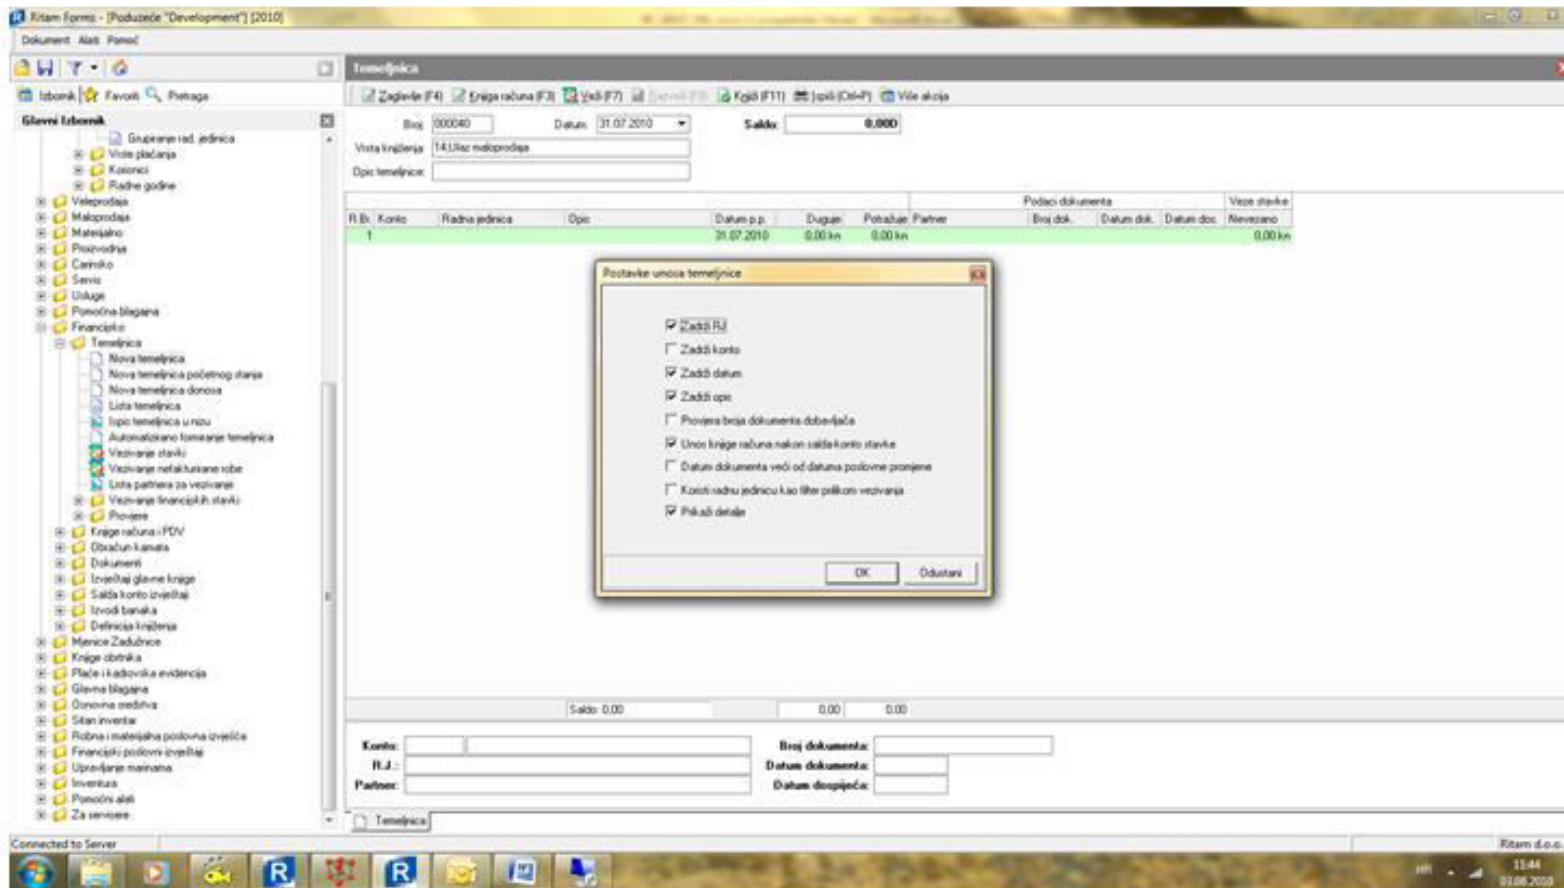 Ritam Forms - [Poduzeće "Development"] [2010]
Dokument Alati Pomoć
Izbornik Favoriti Pretraga
Glavni Izbornik
Grupiranje rad. jedinica
Vrste plaćanja
Korisnici
Radne godine
Veleprodaja
Maloprodaja
Materijalno
Proizvodnja
Carinsko
Servis
Usluge
Pomoćna blagajna
Financijsko
Temeljnica
Nova temeljnica
Nova temeljnica početnog stanja
Nova temeljnica donosa
Lista temeljnica
Ispis temeljnica u nizu
Automatizirano formiranje temeljnica
Vezivanje stavki
Vezivanje nefakturirane robe
Lista partnera za vezivanje
Vezivanje financijskih stavki
Provjere
Knjige računa i PDV
Obračun kamata
Dokumenti
Izvještaji glavne knjige
Salda konto izvještaji
Izvodi banaka
Definicija knjiženja
Mjenice Zadužnice
Knjige obrtnika
Plaće i kadrovska evidencija
Glavna blagajna
Osnovna sredstva
Sitan inventar
Robna i materijalna poslovna izvješća
Financijski poslovni izvještaji
Upravljanje marinama
Inventura
Pomoćni alati
Za servisere
Temeljnica
Zaglavlje (F4) Knjiga računa (F3) Veži (F7) Knjiži (F11) Ispiši (Ctrl+P) Više akcija
Broj: 000040 Datum: 31.07.2010 Saldo: 0.000
Vrsta knjiženja: 14;Ulaz maloprodaja
Opis temeljnice:
Podaci dokumenta Veze stavke
R.Br. Konto Radna jedinica Opis Datum p.p. Duguje Potražuje Partner Broj dok. Datum dok. Datum dos. Nevezano
1 31.07.2010 0,00 kn 0,00 kn 0,00 kn
Postavke unosa temeljnice
Zadrži RJ
Zadrži konto
Zadrži datum
Zadrži opis
Provjera broja dokumenta dobavljača
Unos knjige računa nakon salda-konto stavke
Datum dokumenta veći od datuma poslovne promjene
Koristi radnu jedinicu kao filter prilikom vezivanja
Prikaži detalje
OK Odustani
Saldo: 0,00 0,00 0,00
Konto: Broj dokumenta:
R.J.: Datum dokumenta:
Partner: Datum dospijeća:
Temeljnica
Connected to Server Ritam d.o.o.
HR 15:44
03.08.2010